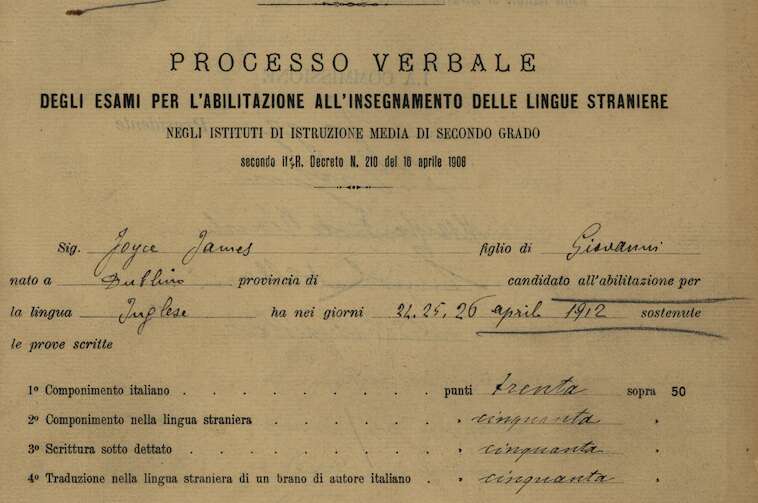 PROCESSO VERBALE
DEGLI ESAMI PER L'ABILITAZIONE ALL'INSEGNAMENTO DELLE LINGUE STRANIERE
NEGLI ISTITUTI DI ISTRUZIONE MEDIA DI SECONDO GRADO
secondo il R. Decreto N. 210 del 16 aprile 1908
Sig. Joyce James figlio di Giovanni
nato a Dublino provincia di candidato all'abilitazione per
la lingua Inglese ha nei giorni 24, 25, 26 april 1912 sostenute
le prove scritte
1º Componimento italiano . . . . . . . . punti trenta sopra 50
2º Componimento nella lingua straniera . . . . . . » cinquanta »
3º Scrittura sotto dettato . . . . . . . . » cinquanta »
4º Traduzione nella lingua straniera di un brano di autore italiano . . » cinquanta »